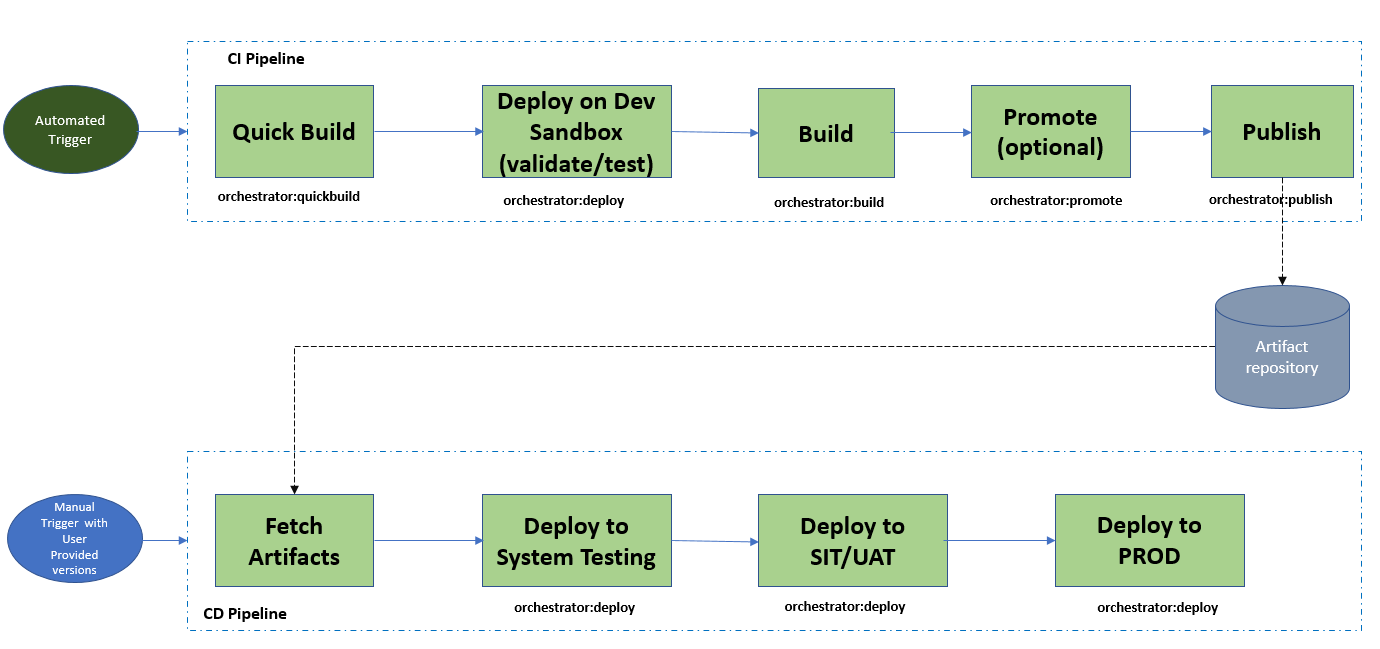 CI Pipeline
Automated
Trigger
Quick Build
Deploy on Dev
Sandbox
(validate/test)
Build
Promote
(optional)
Publish
orchestrator:quickbuild
orchestrator:deploy
orchestrator:build
orchestrator:promote
orchestrator:publish
Artifact
repository
Manual
Trigger with
User
Provided
versions
Fetch
Artifacts
Deploy to
System Testing
Deploy to
SIT/UAT
Deploy to
PROD
orchestrator:deploy
orchestrator:deploy
orchestrator:deploy
CD Pipeline